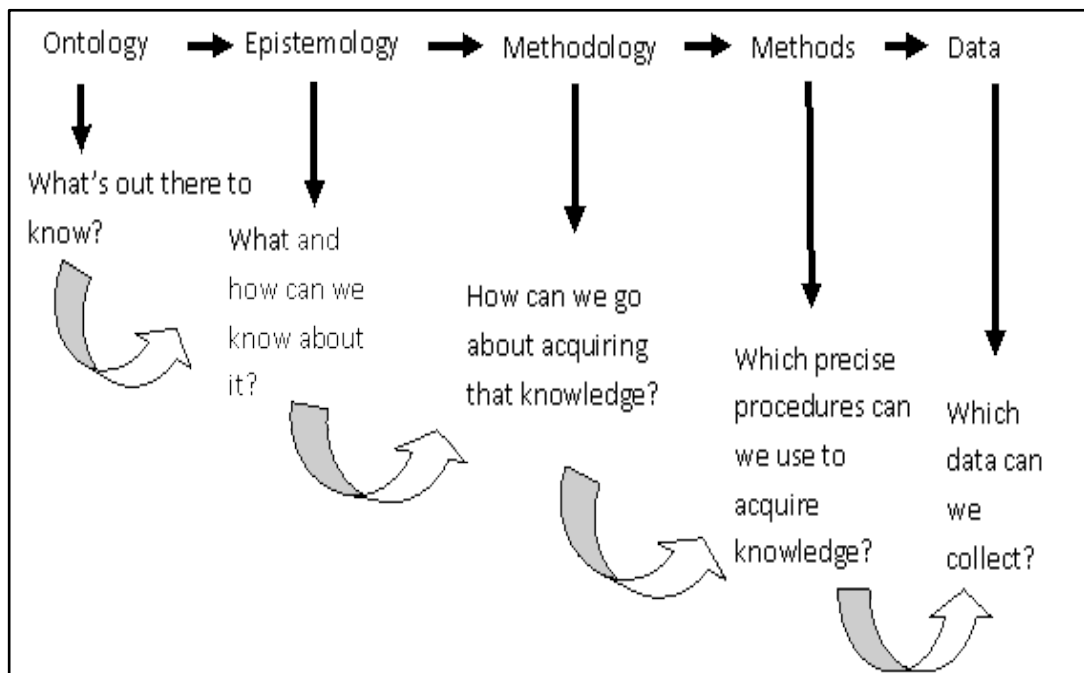 Ontology
Epistemology
Methodology
Methods
Data
What's out there to
know?
What and
how can we
know about
it?
How can we go
about acquiring
that knowledge?
Which precise
procedures can
we use to
acquire
knowledge?
Which
data can
we
collect?